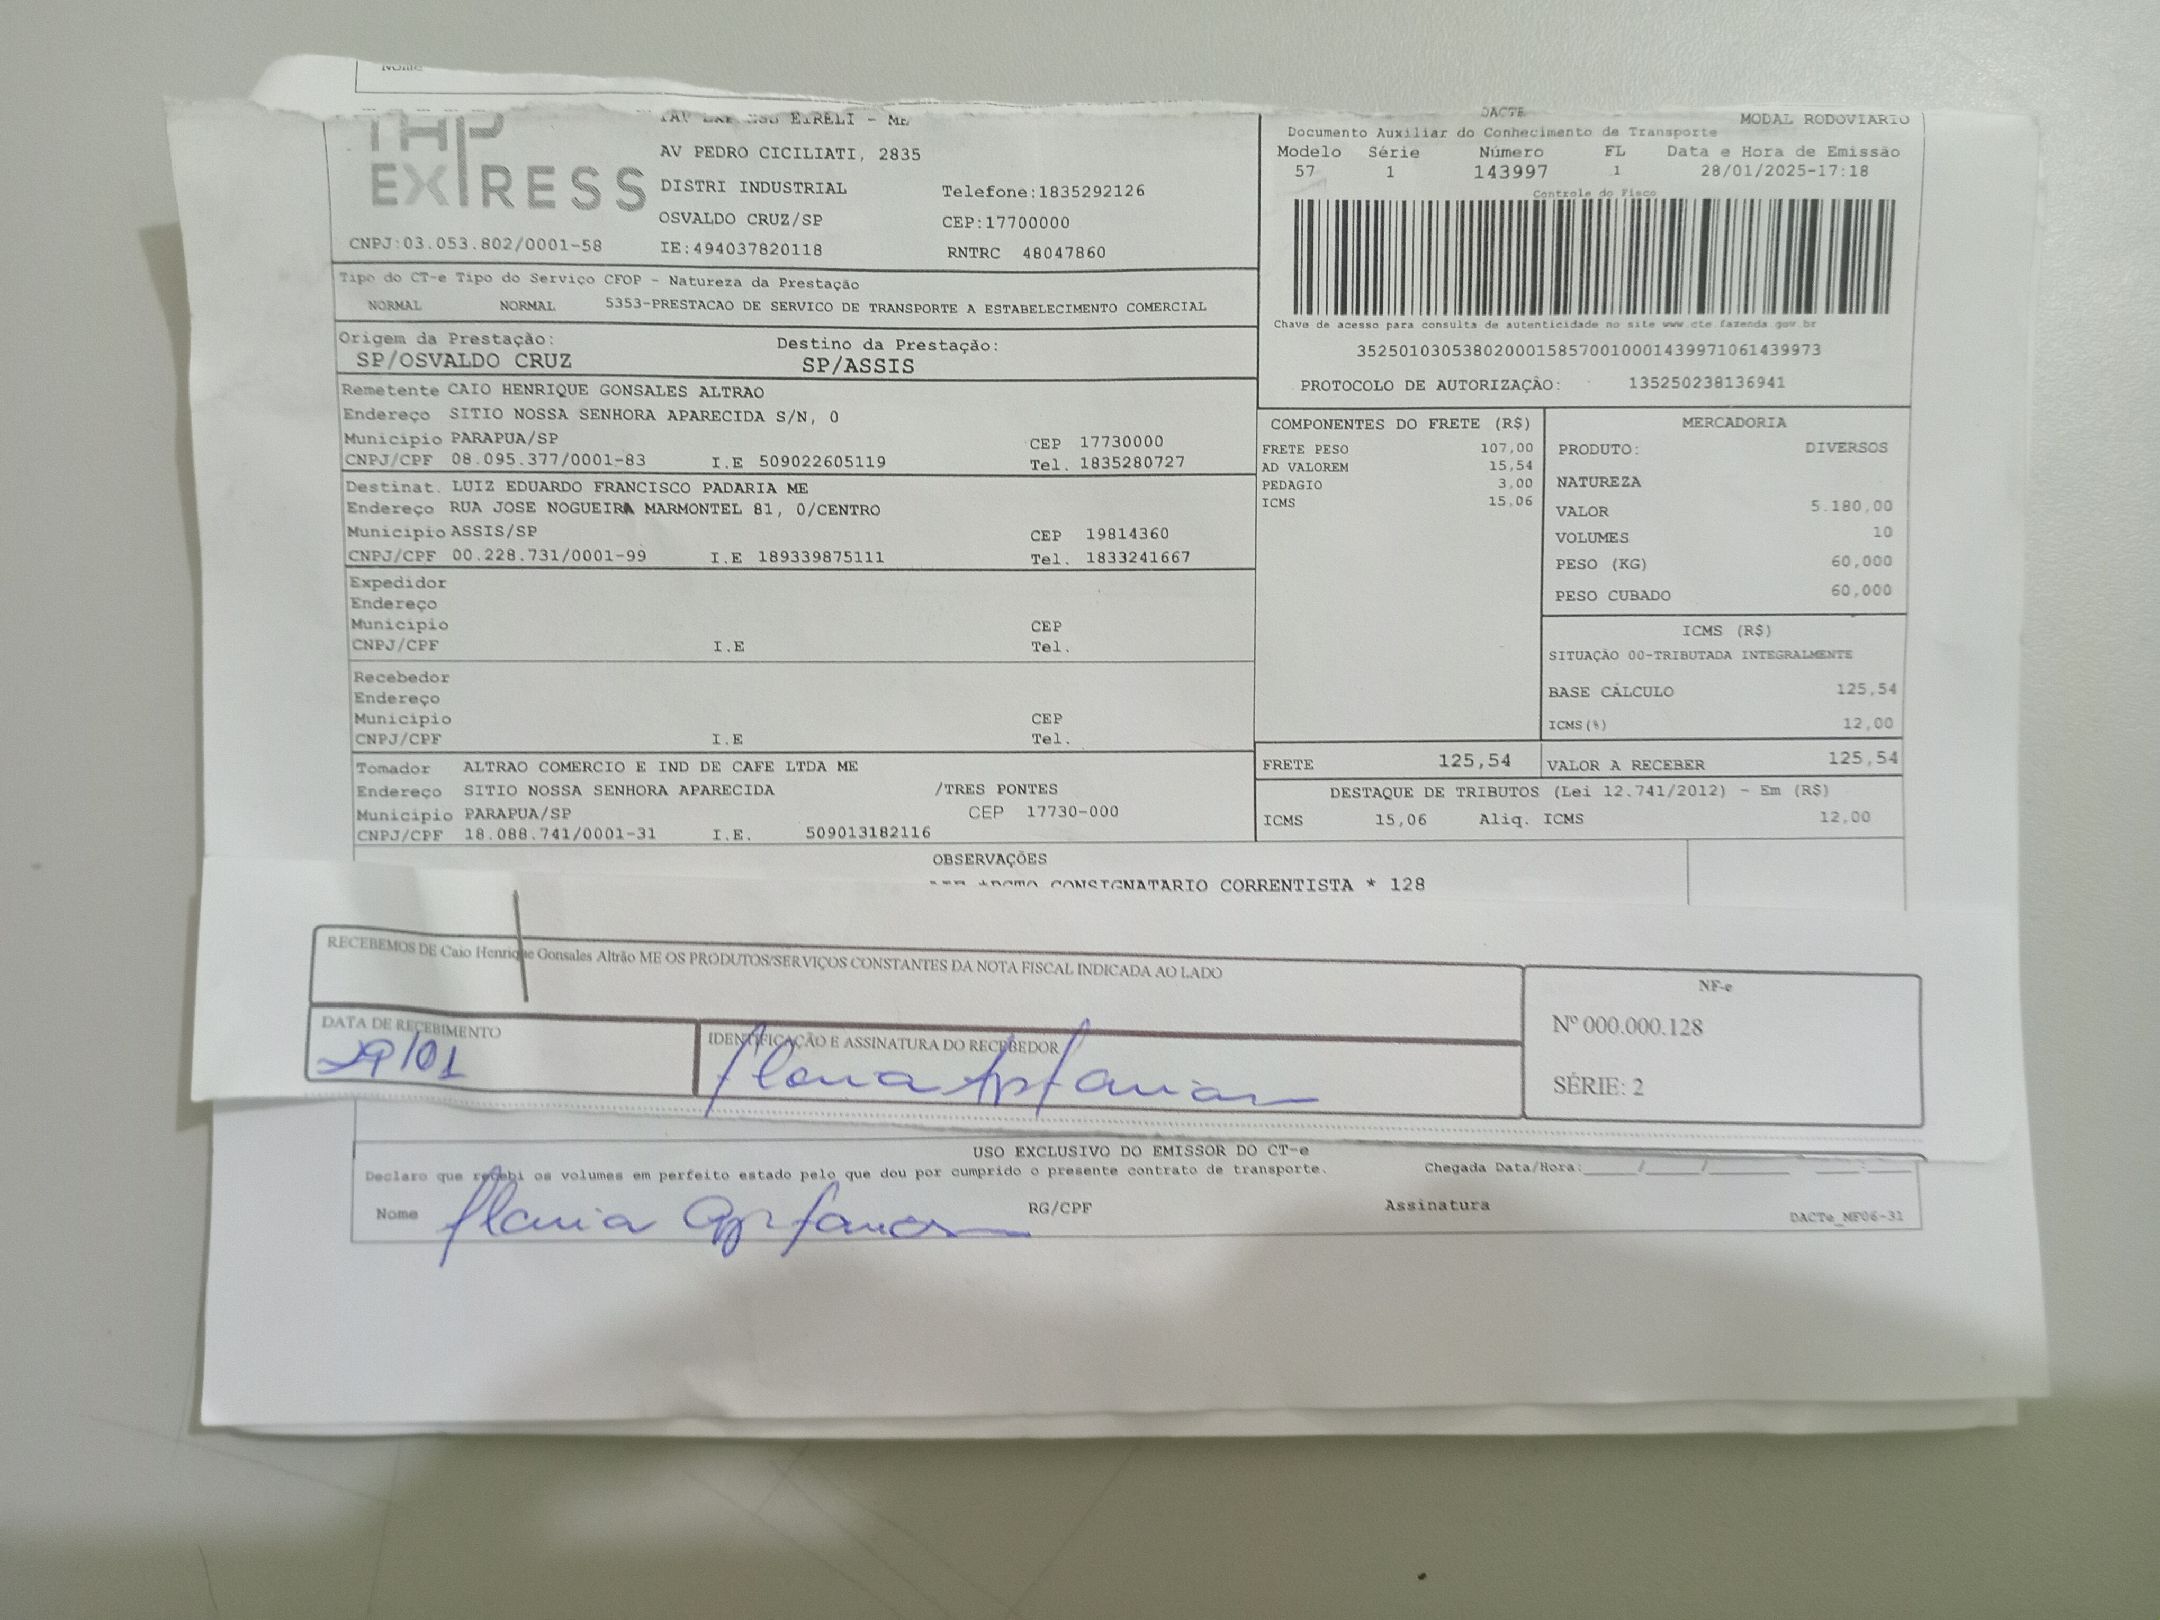 Nome
THP
EXPRESS
EIRELI - ME
AV PEDRO CICILIATI, 2835
DISTRI INDUSTRIAL Telefone:1835292126
OSVALDO CRUZ/SP CEP:17700000
CNPJ:03.053.802/0001-58 IE:494037820118 RNTRC 48047860
DACTE MODAL RODOVIARIO
Documento Auxiliar do Conhecimento de Transporte
Modelo Série Número FL Data e Hora de Emissão
57 1 143997 1 28/01/2025-17:18
Controle do Fisco
Chave de acesso para consulta de autenticidade no site www.cte.fazenda.gov.br
35250103053802000158570010001439971061439973
PROTOCOLO DE AUTORIZAÇÃO: 135250238136941
Tipo do CT-e Tipo do Serviço CFOP - Natureza da Prestação
NORMAL NORMAL 5353-PRESTACAO DE SERVICO DE TRANSPORTE A ESTABELECIMENTO COMERCIAL
Origem da Prestação: Destino da Prestação:
SP/OSVALDO CRUZ SP/ASSIS
Remetente CAIO HENRIQUE GONSALES ALTRAO
Endereço SITIO NOSSA SENHORA APARECIDA S/N, 0
Município PARAPUA/SP CEP 17730000
CNPJ/CPF 08.095.377/0001-83 I.E 509022605119 Tel. 1835280727
Destinat. LUIZ EDUARDO FRANCISCO PADARIA ME
Endereço RUA JOSE NOGUEIRA MARMONTEL 81, 0/CENTRO
Município ASSIS/SP CEP 19814360
CNPJ/CPF 00.228.731/0001-99 I.E 189339875111 Tel. 1833241667
Expedidor
Endereço
Município CEP
CNPJ/CPF I.E Tel.
Recebedor
Endereço
Município CEP
CNPJ/CPF I.E Tel.
Tomador ALTRAO COMERCIO E IND DE CAFE LTDA ME
Endereço SITIO NOSSA SENHORA APARECIDA /TRES PONTES
Município PARAPUA/SP CEP 17730-000
CNPJ/CPF 18.088.741/0001-31 I.E. 509013182116
COMPONENTES DO FRETE (R$)
FRETE PESO 107,00
AD VALOREM 15,54
PEDAGIO 3,00
ICMS 15,06
MERCADORIA
PRODUTO: DIVERSOS
NATUREZA
VALOR 5.180,00
VOLUMES 10
PESO (KG) 60,000
PESO CUBADO 60,000
ICMS (R$)
SITUAÇÃO 00-TRIBUTADA INTEGRALMENTE
BASE CÁLCULO 125,54
ICMS(%) 12,00
FRETE 125,54 VALOR A RECEBER 125,54
DESTAQUE DE TRIBUTOS (Lei 12.741/2012) - Em (R$)
ICMS 15,06 Aliq. ICMS 12,00
OBSERVAÇÕES
CONSIGNATARIO CORRENTISTA * 128
RECEBEMOS DE Caio Henrique Gonsales Altrão ME OS PRODUTOS/SERVIÇOS CONSTANTES DA NOTA FISCAL INDICADA AO LADO
DATA DE RECEBIMENTO
29/01
IDENTIFICAÇÃO E ASSINATURA DO RECEBEDOR
NF-e
Nº 000.000.128
SÉRIE: 2
USO EXCLUSIVO DO EMISSOR DO CT-e
Declaro que recebi os volumes em perfeito estado pelo que dou por cumprido o presente contrato de transporte. Chegada Data/Hora:
Nome RG/CPF Assinatura
DACTe_MF06-31